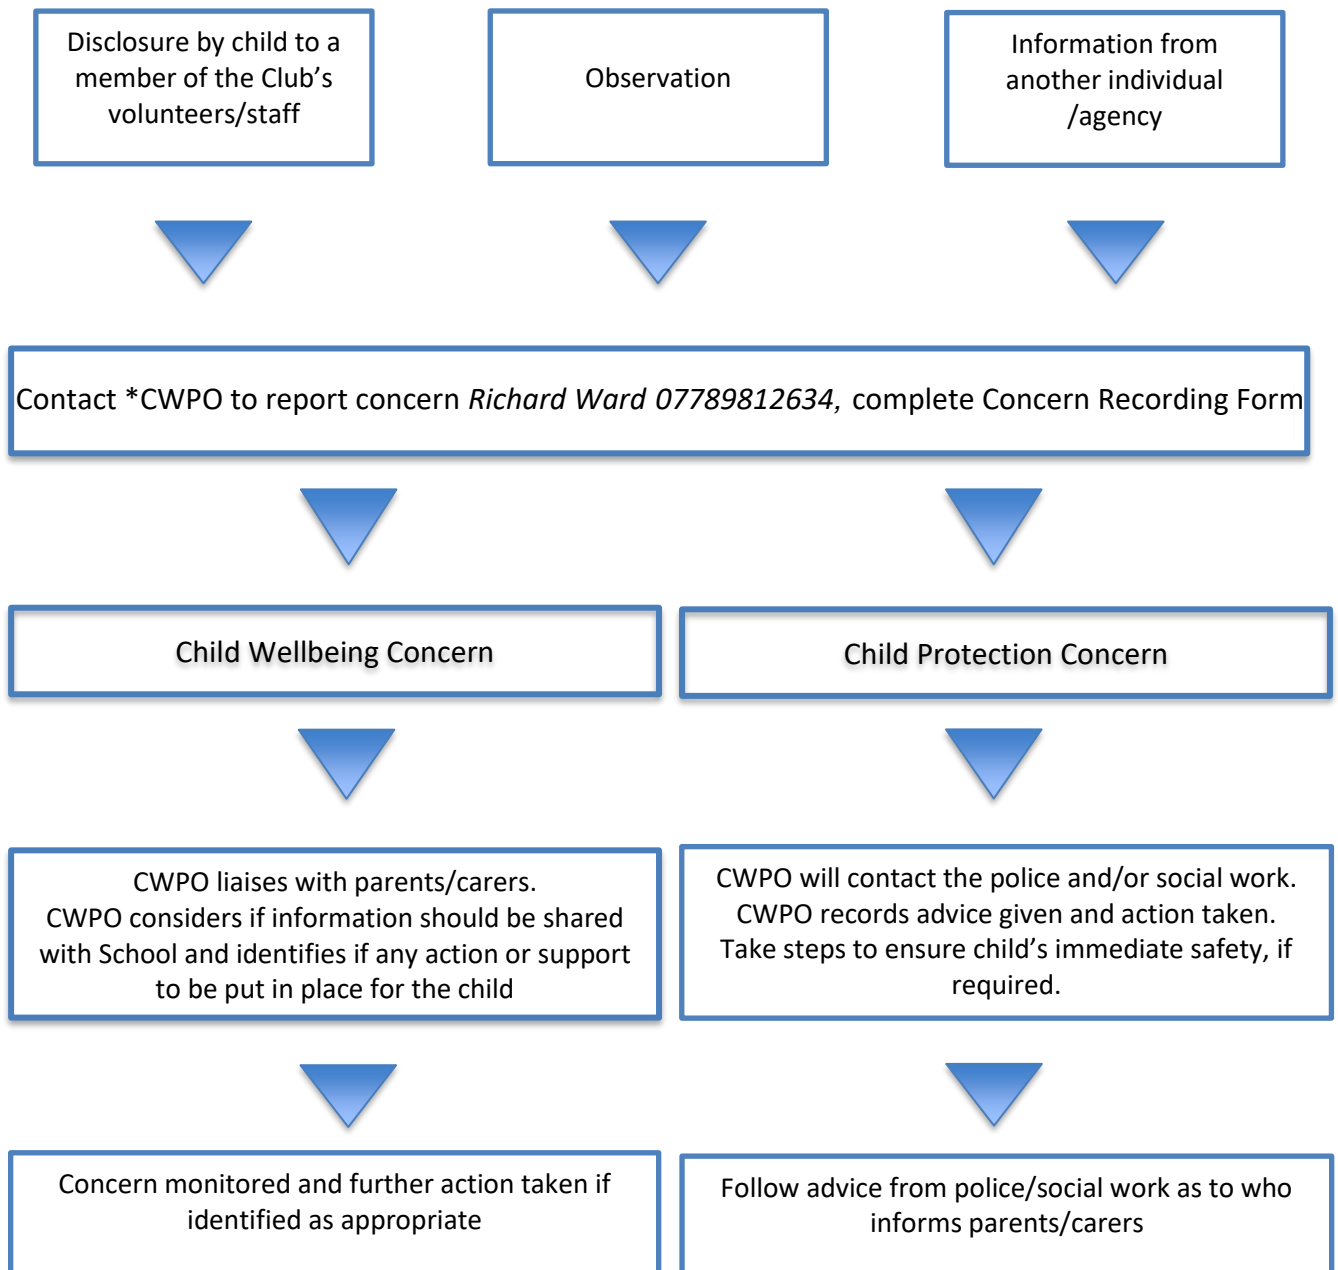 Disclosure by child to a
member of the Club's
volunteers/staff
Observation
Information from
another individual
/agency
Contact *CWPO to report concern Richard Ward 07789812634, complete Concern Recording Form
Child Wellbeing Concern
Child Protection Concern
CWPO liaises with parents/carers.
CWPO considers if information should be shared
with School and identifies if any action or support
to be put in place for the child
CWPO will contact the police and/or social work.
CWPO records advice given and action taken.
Take steps to ensure child's immediate safety, if
required.
Concern monitored and further action taken if
identified as appropriate
Follow advice from police/social work as to who
informs parents/carers